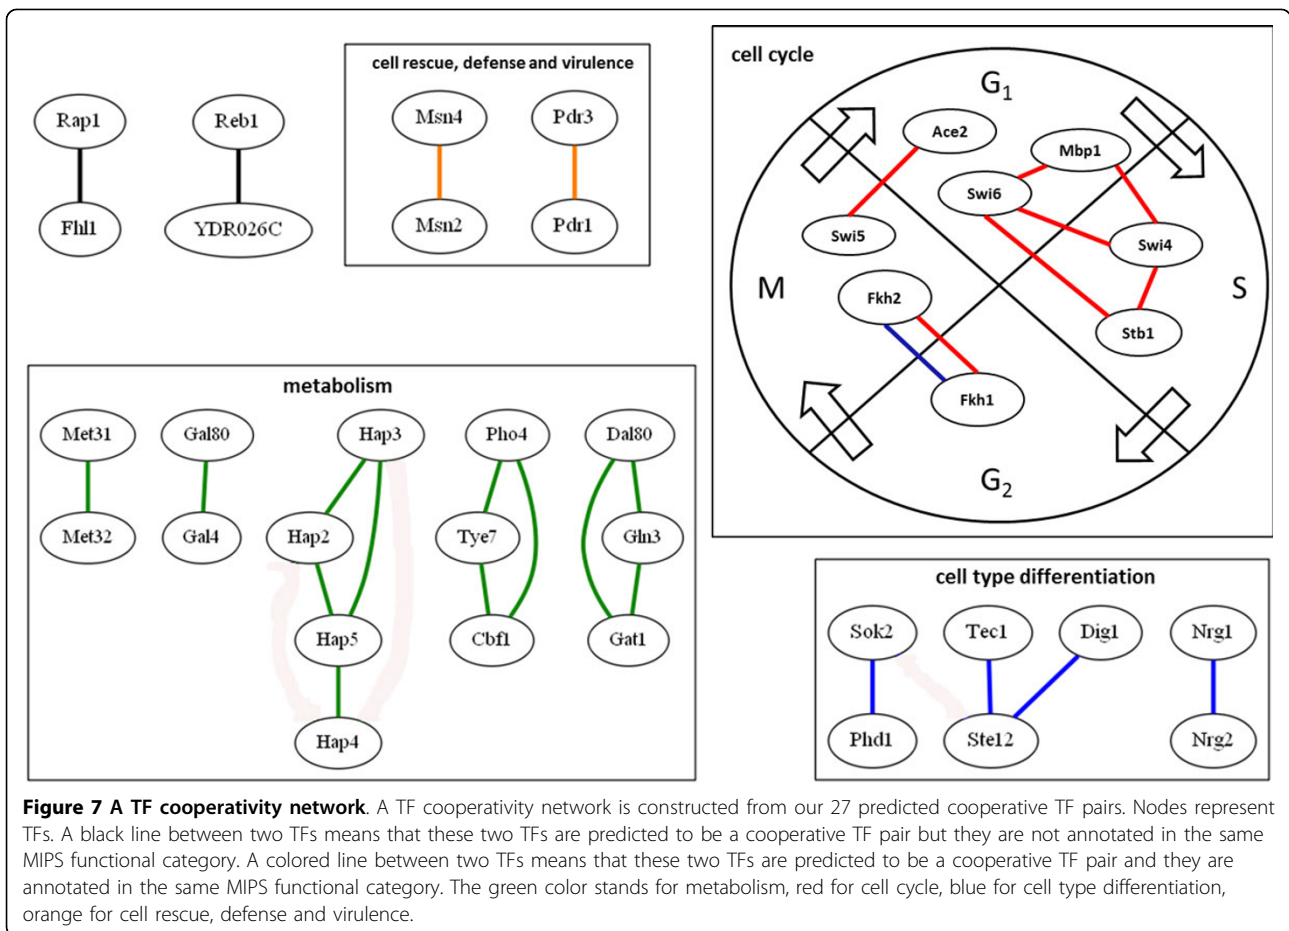 cell rescue, defense and virulence
Rap1
Reb1
Msn4
Pdr3
Fhl1
YDR026C
Msn2
Pdr1
cell cycle
G1
Ace2
Mbp1
Swi6
Swi5
Swi4
M
Fkh2
S
Stb1
Fkh1
G2
metabolism
Met31
Gal80
Hap3
Pho4
Dal80
Met32
Gal4
Hap2
Tye7
Gln3
Hap5
Cbf1
Gat1
Hap4
cell type differentiation
Sok2
Tec1
Dig1
Nrg1
Phd1
Ste12
Nrg2
Figure 7 A TF cooperativity network. A TF cooperativity network is constructed from our 27 predicted cooperative TF pairs. Nodes represent
TFs. A black line between two TFs means that these two TFs are predicted to be a cooperative TF pair but they are not annotated in the same
MIPS functional category. A colored line between two TFs means that these two TFs are predicted to be a cooperative TF pair and they are
annotated in the same MIPS functional category. The green color stands for metabolism, red for cell cycle, blue for cell type differentiation,
orange for cell rescue, defense and virulence.